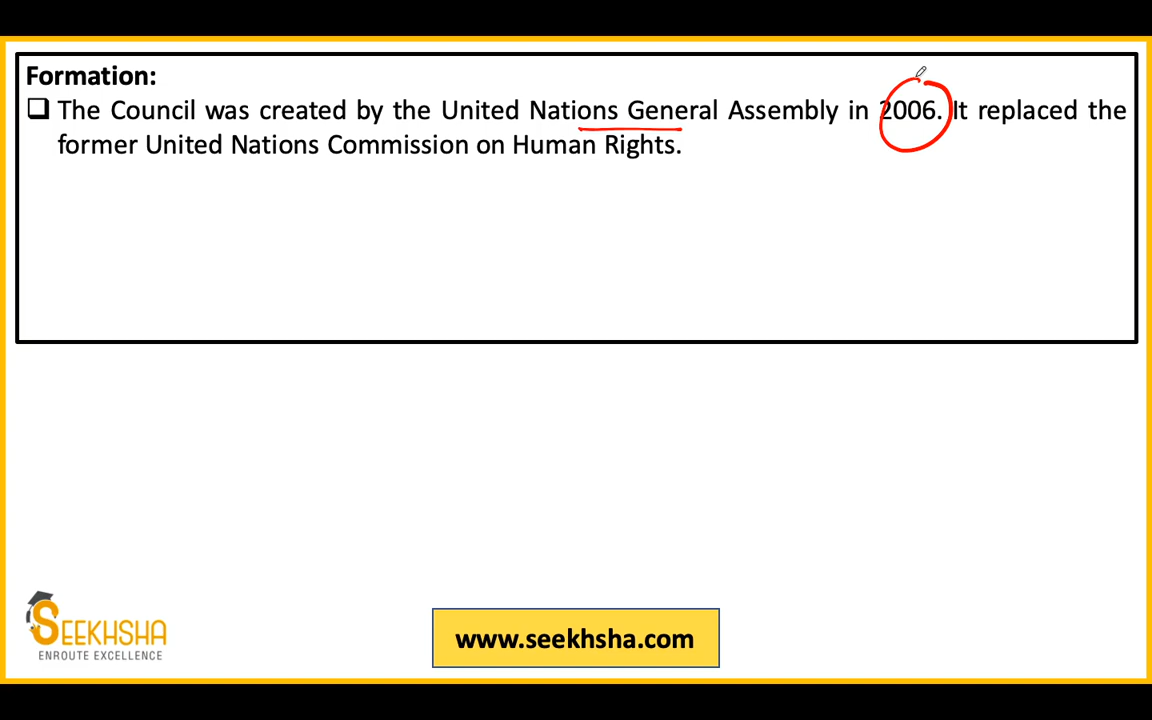 Formation:
❑ The Council was created by the United Nations General Assembly in 2006. It replaced the
former United Nations Commission on Human Rights.
SEEKHSHA
ENROUTE EXCELLENCE
www.seekhsha.com